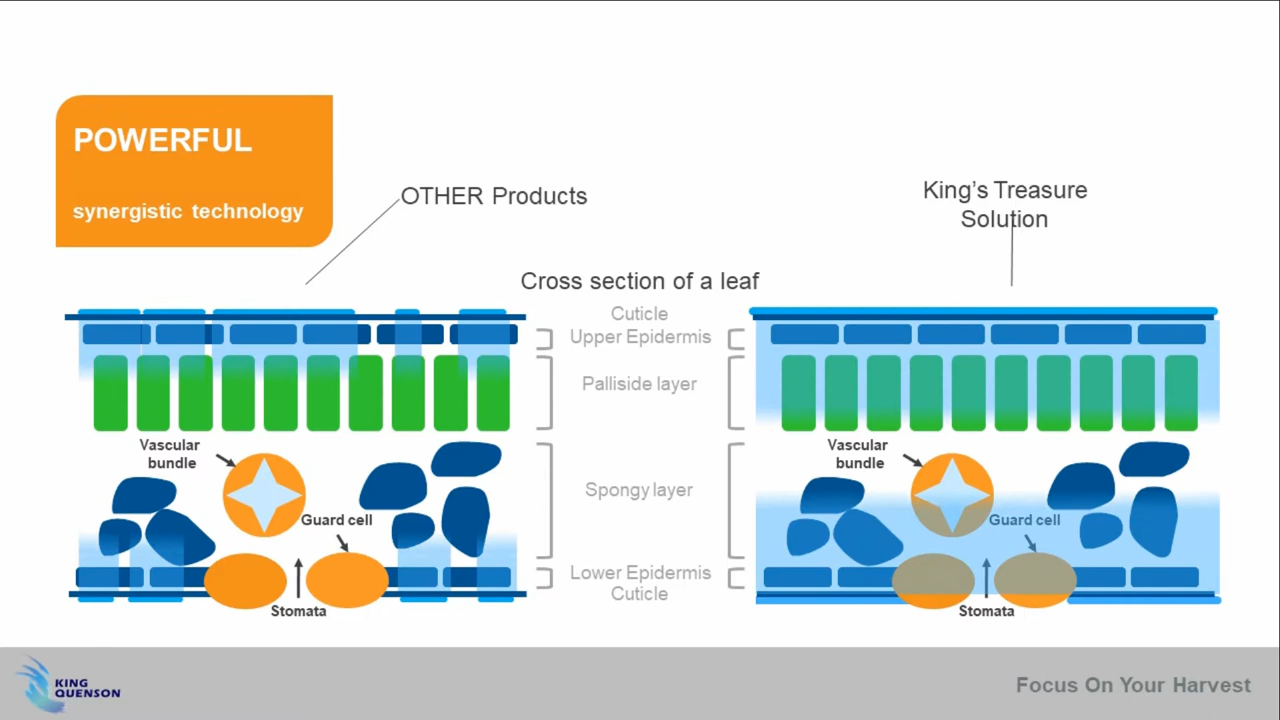 POWERFUL
synergistic technology
OTHER Products
King's Treasure
Solution
Cross section of a leaf
Cuticle
Upper Epidermis
Palliside layer
Vascular
bundle
Guard cell
Stomata
Spongy layer
Lower Epidermis
Cuticle
Vascular
bundle
Guard cell
Stomata
KING
QUENSON
Focus On Your Harvest